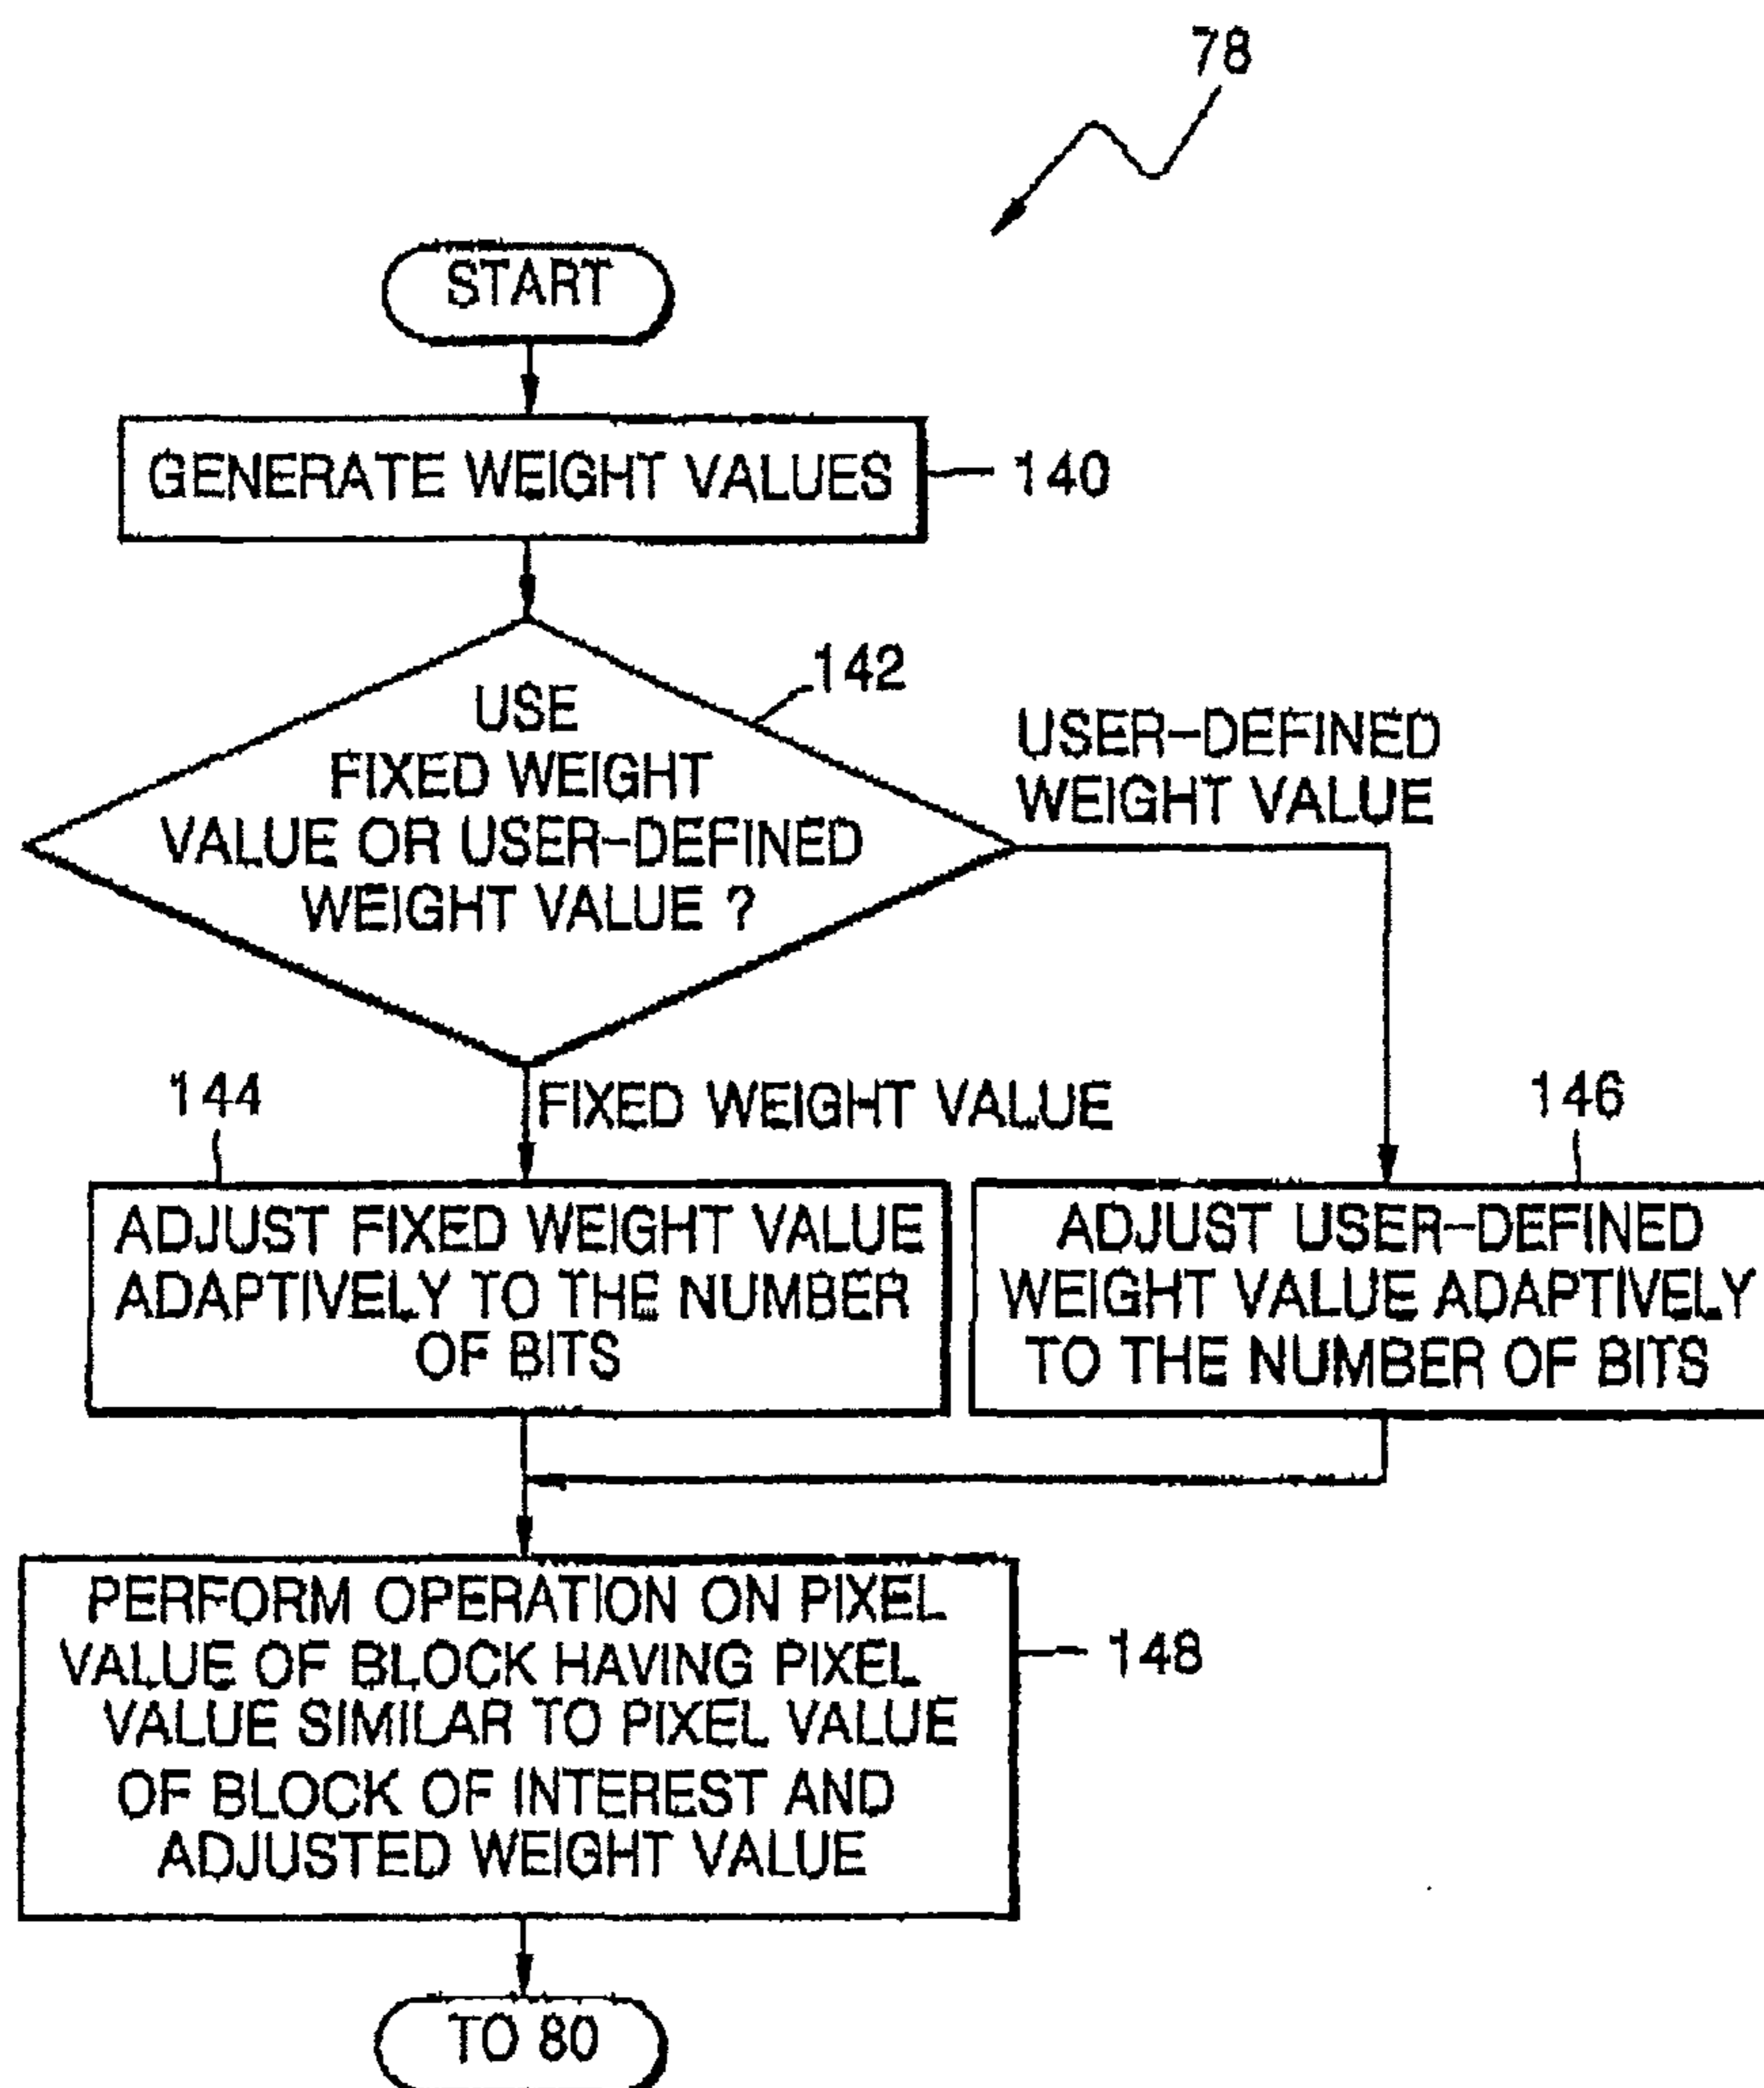 78
START
GENERATE WEIGHT VALUES
140
142
USE
FIXED WEIGHT
VALUE OR USER-DEFINED
WEIGHT VALUE ?
USER-DEFINED
WEIGHT VALUE
FIXED WEIGHT VALUE
144
ADJUST FIXED WEIGHT VALUE
ADAPTIVELY TO THE NUMBER
OF BITS
146
ADJUST USER-DEFINED
WEIGHT VALUE ADAPTIVELY
TO THE NUMBER OF BITS
PERFORM OPERATION ON PIXEL
VALUE OF BLOCK HAVING PIXEL
VALUE SIMILAR TO PIXEL VALUE
OF BLOCK OF INTEREST AND
ADJUSTED WEIGHT VALUE
148
TO 80